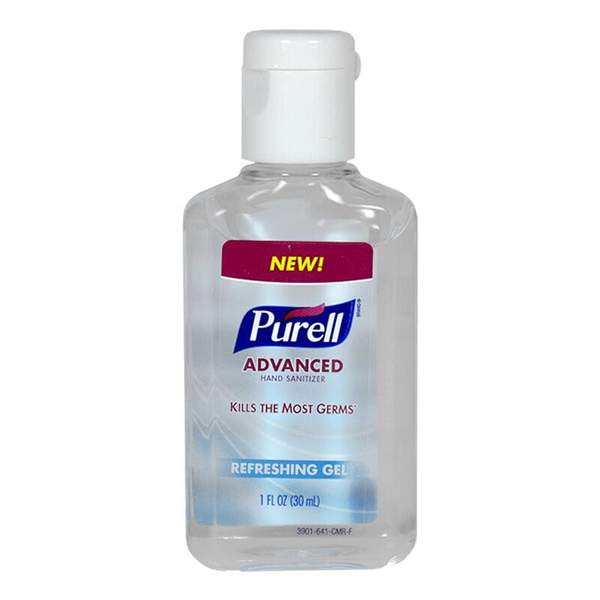 NEW!
Purell
ADVANCED
HAND SANITIZER
KILLS THE MOST GERMS
REFRESHING GEL
1 FL OZ (30 mL)
3901-641-CMR-F